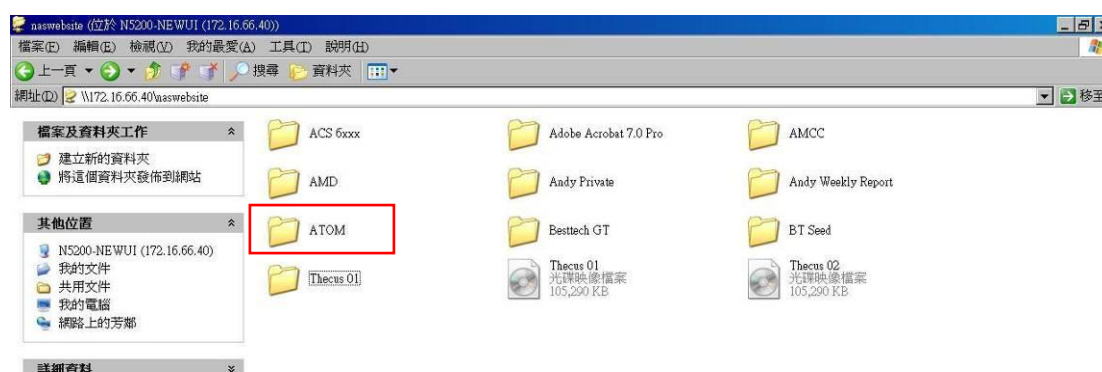 naswebsite (位於 N5200-NEWUI (172.16.66.40))
檔案(F) 編輯(E) 檢視(V) 我的最愛(A) 工具(T) 說明(H)
上一頁 搜尋 資料夾
網址(D) \\172.16.66.40\naswebsite 移至
檔案及資料夾工作
建立新的資料夾
將這個資料夾發佈到網站
其他位置
N5200-NEWUI (172.16.66.40)
我的文件
共用文件
我的電腦
網路上的芳鄰
詳細資料
ACS 6xxx
Adobe Acrobat 7.0 Pro
AMCC
AMD
Andy Private
Andy Weekly Report
ATOM
Besttech GT
BT Seed
Thecus 01
Thecus 01
光碟映像檔案
105,290 KB
Thecus 02
光碟映像檔案
105,290 KB